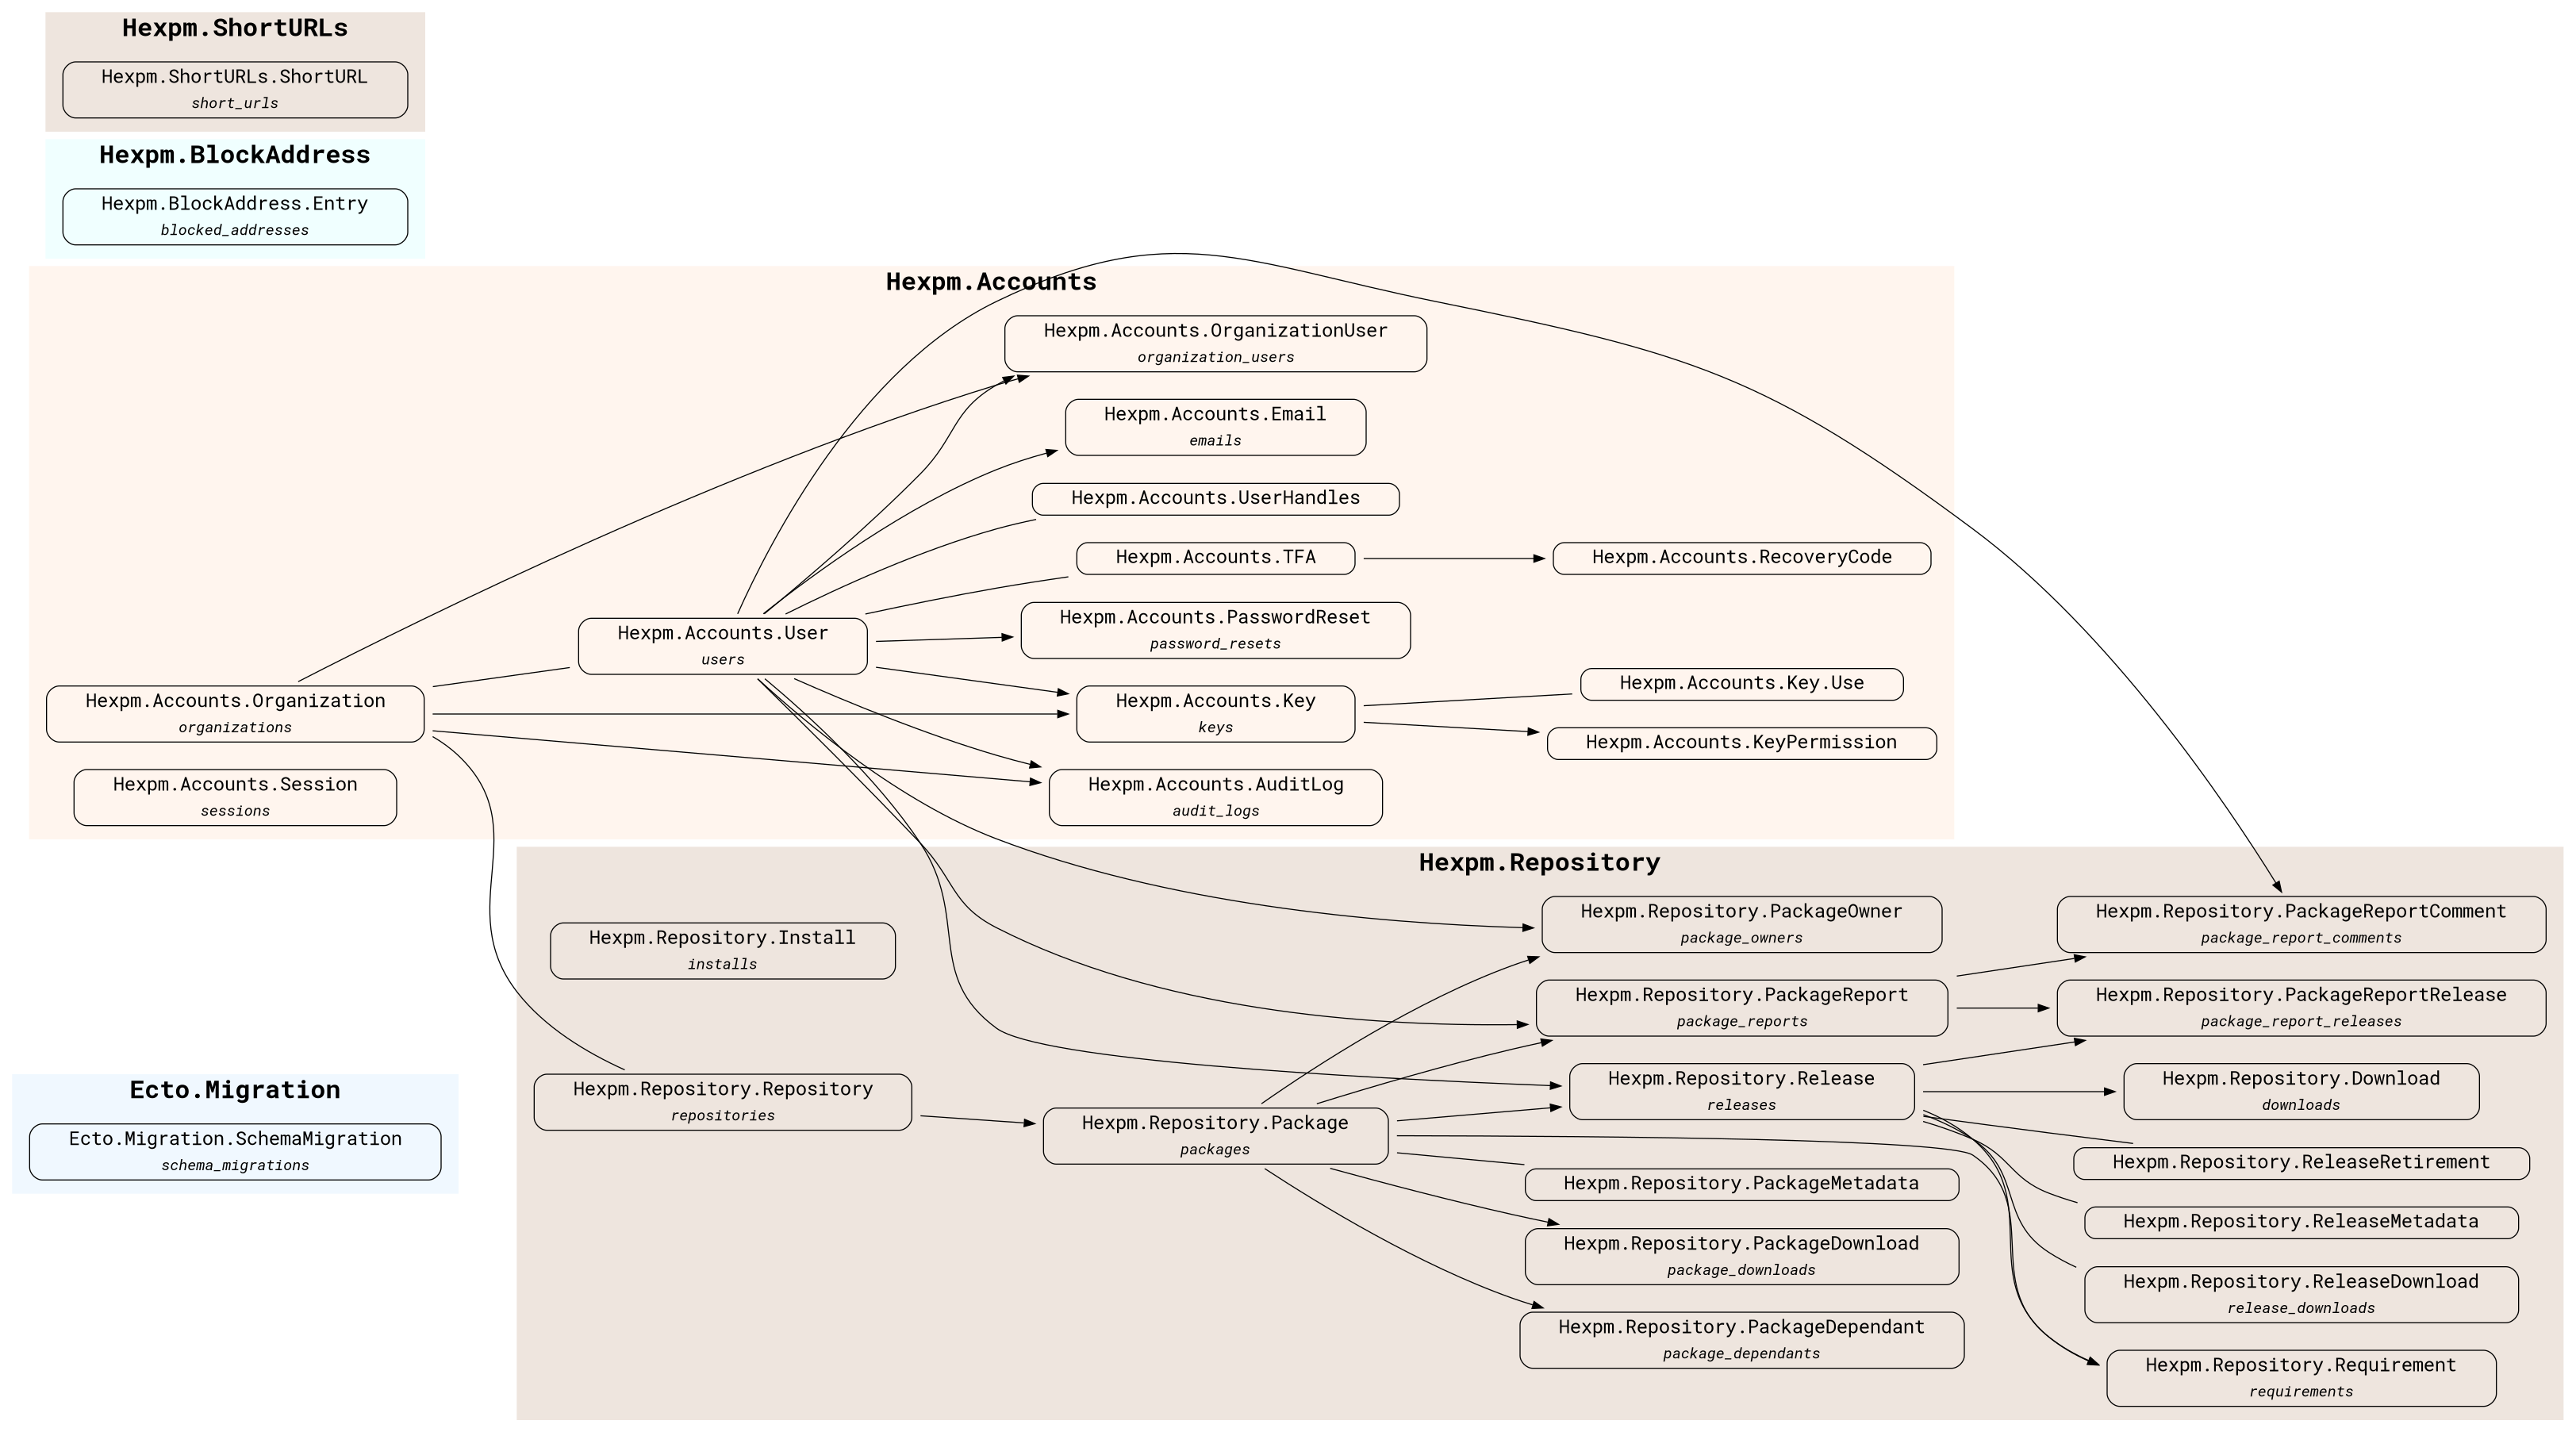 Hexpm.ShortURLs
Hexpm.ShortURLs.ShortURL
short_urls
Hexpm.BlockAddress
Hexpm.BlockAddress.Entry
blocked_addresses
Hexpm.Accounts
Hexpm.Accounts.OrganizationUser
organization_users
Hexpm.Accounts.Email
emails
Hexpm.Accounts.UserHandles
Hexpm.Accounts.TFA
Hexpm.Accounts.RecoveryCode
Hexpm.Accounts.User
users
Hexpm.Accounts.PasswordReset
password_resets
Hexpm.Accounts.Organization
organizations
Hexpm.Accounts.Key
keys
Hexpm.Accounts.Key.Use
Hexpm.Accounts.KeyPermission
Hexpm.Accounts.Session
sessions
Hexpm.Accounts.AuditLog
audit_logs
Hexpm.Repository
Hexpm.Repository.Install
installs
Hexpm.Repository.PackageOwner
package_owners
Hexpm.Repository.PackageReportComment
package_report_comments
Hexpm.Repository.PackageReport
package_reports
Hexpm.Repository.PackageReportRelease
package_report_releases
Hexpm.Repository.Repository
repositories
Hexpm.Repository.Package
packages
Hexpm.Repository.Release
releases
Hexpm.Repository.Download
downloads
Hexpm.Repository.ReleaseRetirement
Hexpm.Repository.PackageMetadata
Hexpm.Repository.ReleaseMetadata
Hexpm.Repository.PackageDownload
package_downloads
Hexpm.Repository.ReleaseDownload
release_downloads
Hexpm.Repository.PackageDependant
package_dependants
Hexpm.Repository.Requirement
requirements
Ecto.Migration
Ecto.Migration.SchemaMigration
schema_migrations